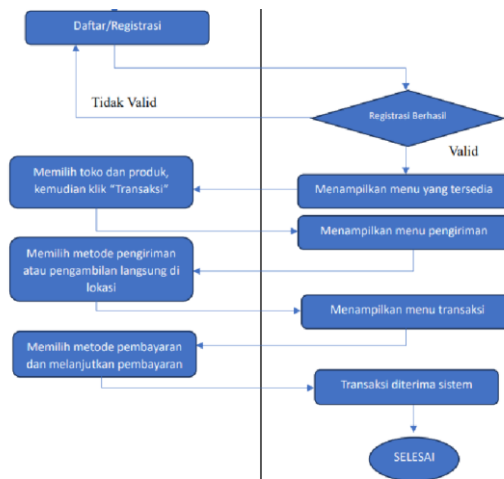 Daftar/Registrasi
Tidak Valid
Registrasi Berhasil
Valid
Memilih toko dan produk,
kemudian klik “Transaksi”
Menampilkan menu yang tersedia
Menampilkan menu pengiriman
Memilih metode pengiriman
atau pengambilan langsung di
lokasi
Menampilkan menu transaksi
Memilih metode pembayaran
dan melanjutkan pembayaran
Transaksi diterima sistem
SELESAI